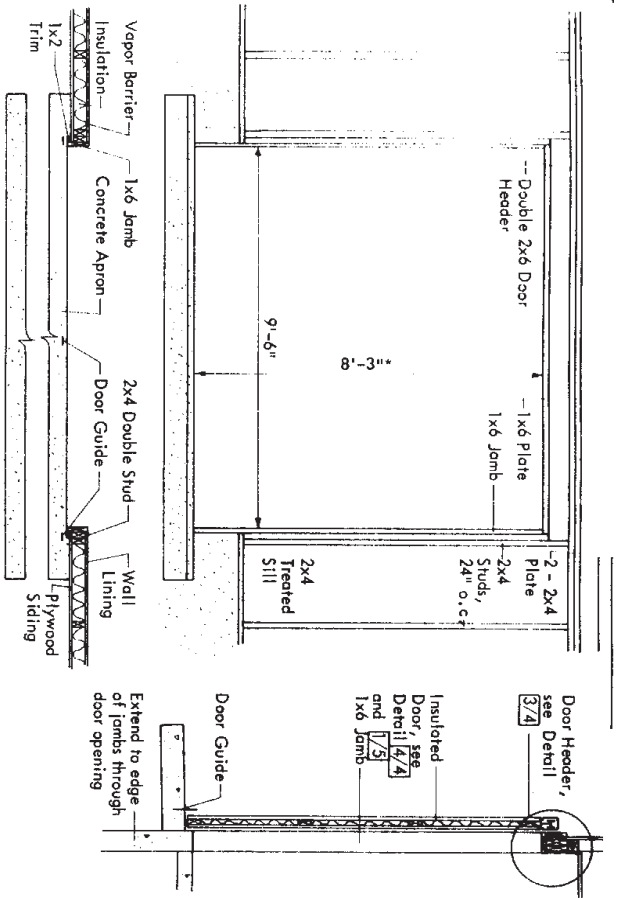 -- Double 2x6 Door
Header
1x6 Plate
1x6 Jamb
2 - 2x4
Plate
2x4
Studs,
24" o.c.
2x4
Treated
Sill
8'-3"*
9'-6"
Vapor Barrier
Insulation
1x2
Trim
1x6 Jamb
Concrete Apron
2x4 Double Stud
Door Guide
Wall
Lining
Plywood
Siding
Door Header,
see Detail
3/4
Insulated
Door, see
Detail 4/4
and 1/5
1x6 Jamb
Door Guide
Extend to edge
of jambs through
door opening